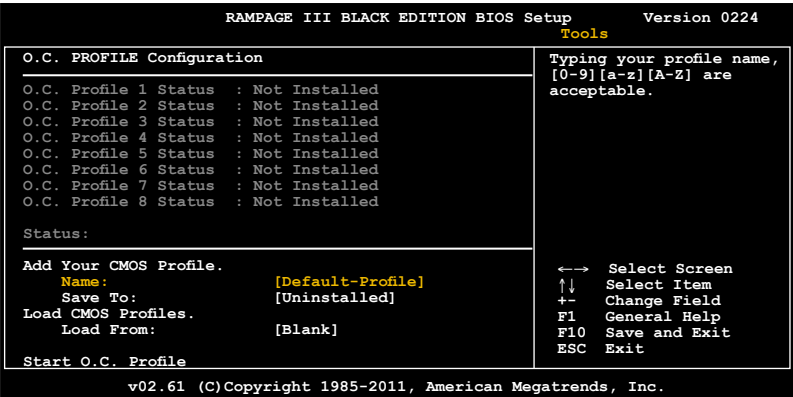 RAMPAGE III BLACK EDITION BIOS Setup Version 0224
Tools
O.C. PROFILE Configuration
O.C. Profile 1 Status : Not Installed
O.C. Profile 2 Status : Not Installed
O.C. Profile 3 Status : Not Installed
O.C. Profile 4 Status : Not Installed
O.C. Profile 5 Status : Not Installed
O.C. Profile 6 Status : Not Installed
O.C. Profile 7 Status : Not Installed
O.C. Profile 8 Status : Not Installed
Status:
Add Your CMOS Profile.
Name: [Default-Profile]
Save To: [Uninstalled]
Load CMOS Profiles.
Load From: [Blank]
Start O.C. Profile
Typing your profile name,
[0-9][a-z][A-Z] are
acceptable.
←→ Select Screen
↑↓ Select Item
+- Change Field
F1 General Help
F10 Save and Exit
ESC Exit
v02.61 (C)Copyright 1985-2011, American Megatrends, Inc.